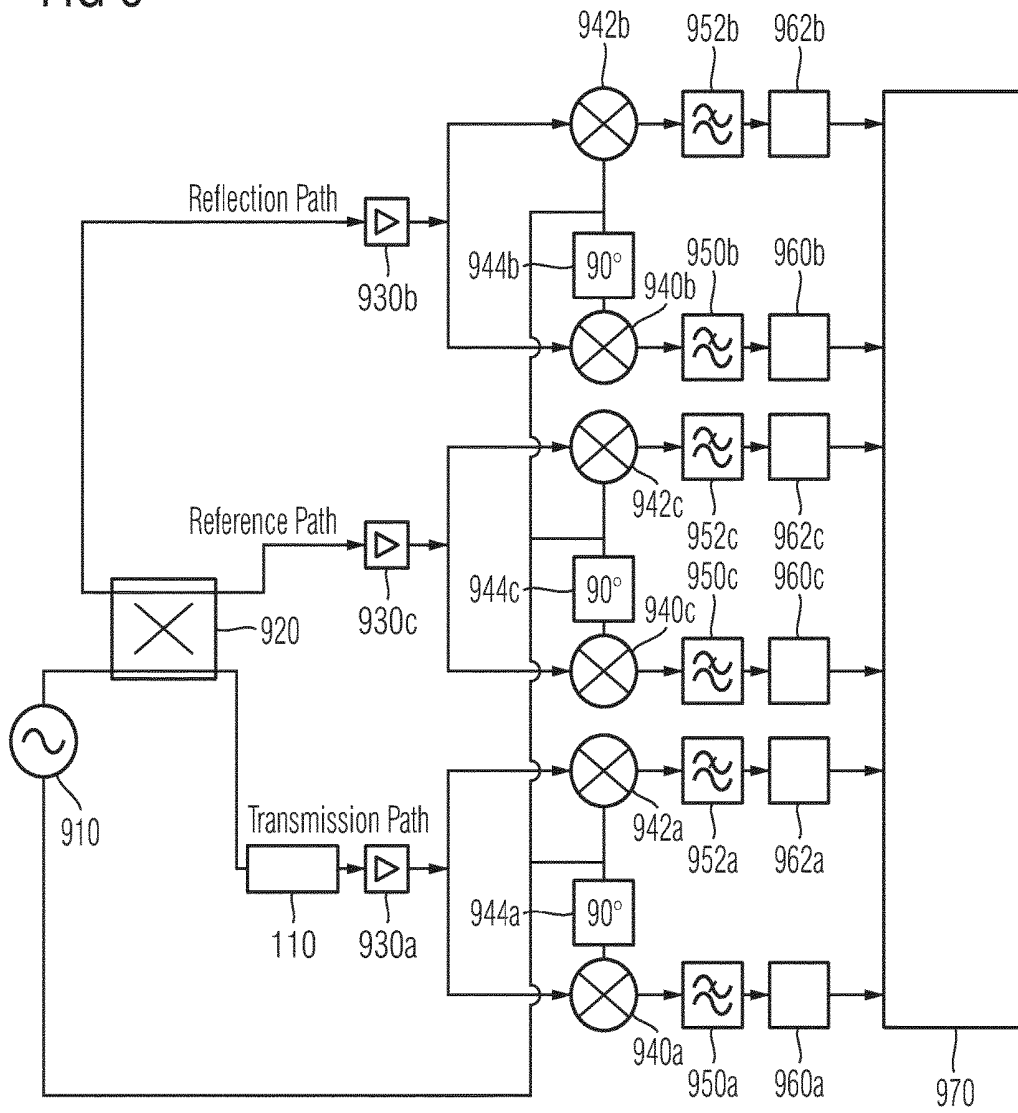 942b 952b 962b
Reflection Path
930b
944b 90° 950b 960b
940b
942c
Reference Path
952c 962c
930c
944c 90° 950c 960c
940c
920
910
942a
Transmission Path
952a 962a
944a 90°
110 930a
940a
950a 960a 970